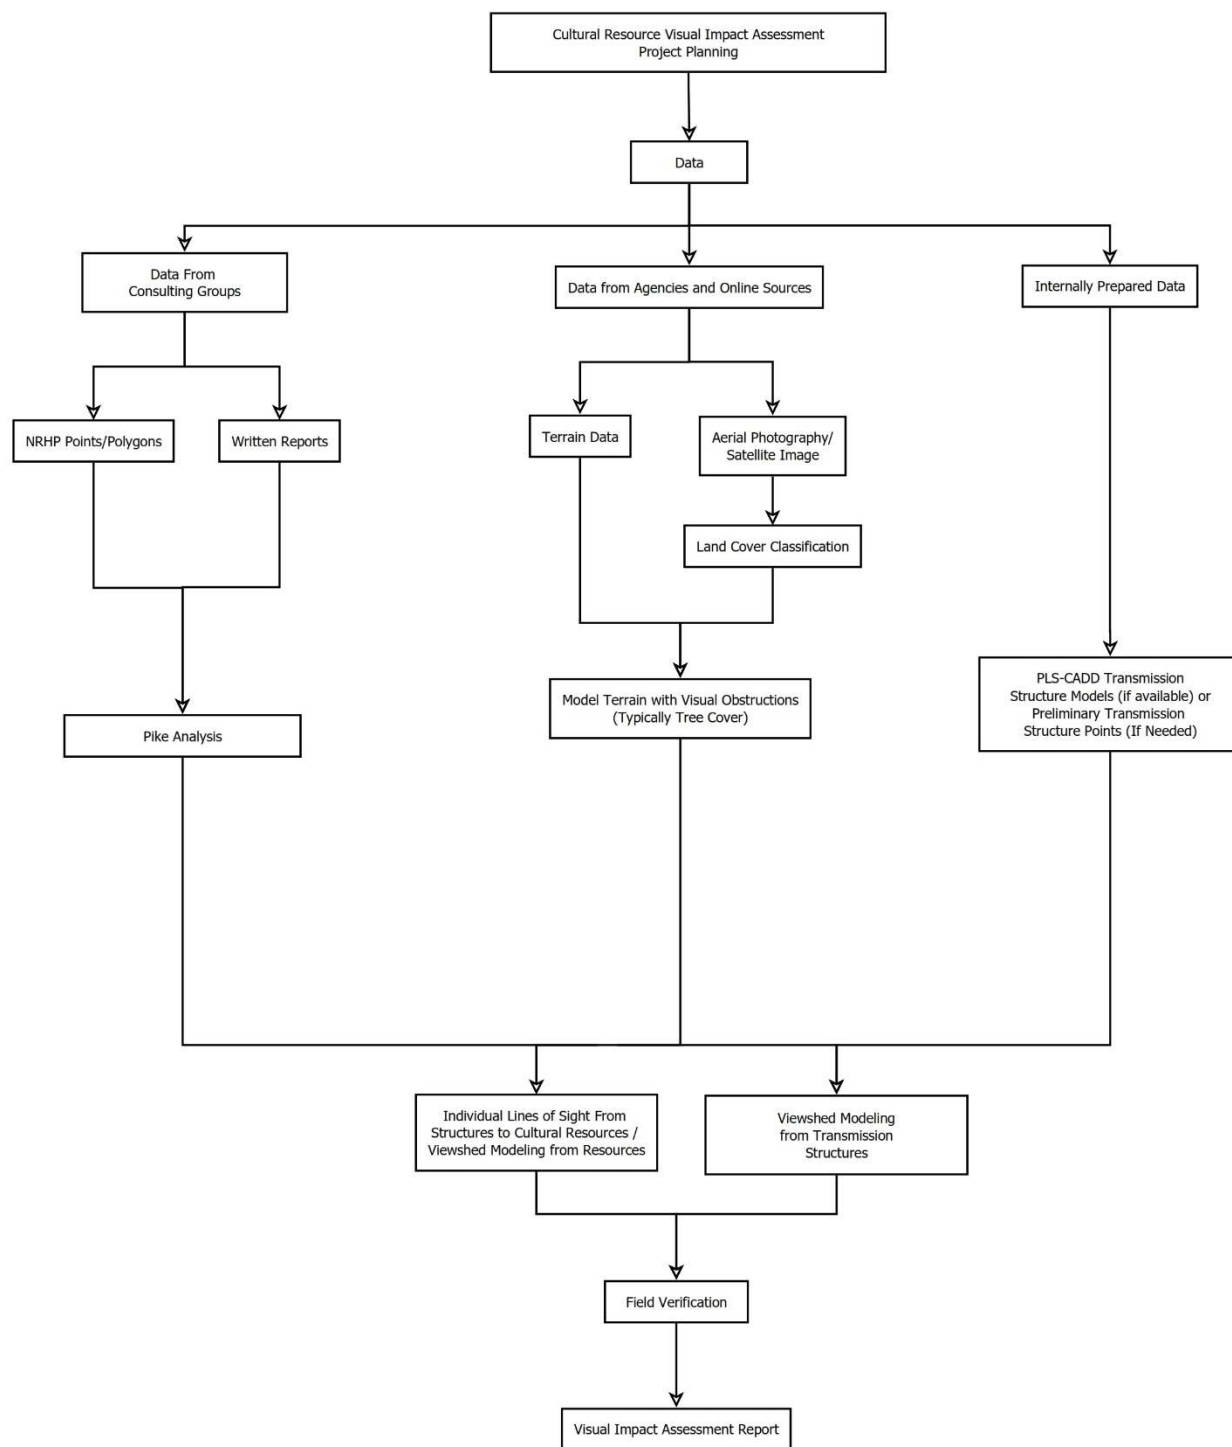 Cultural Resource Visual Impact Assessment
Project Planning
Data
Data From
Consulting Groups
Data from Agencies and Online Sources
Internally Prepared Data
NRHP Points/Polygons
Written Reports
Terrain Data
Aerial Photography/
Satellite Image
Land Cover Classification
Pike Analysis
Model Terrain with Visual Obstructions
(Typically Tree Cover)
PLS-CADD Transmission
Structure Models (if available) or
Preliminary Transmission
Structure Points (If Needed)
Individual Lines of Sight From
Structures to Cultural Resources /
Viewshed Modeling from Resources
Viewshed Modeling
from Transmission
Structures
Field Verification
Visual Impact Assessment Report